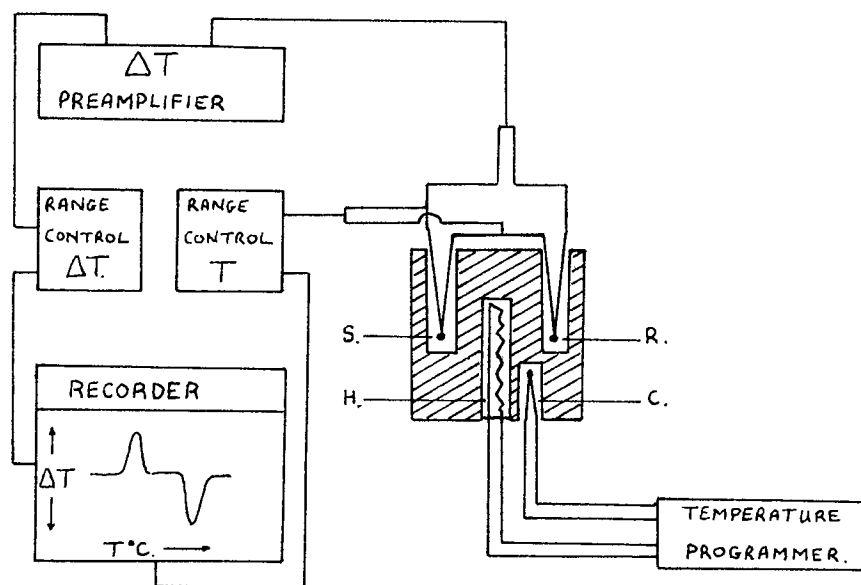 ΔT
PREAMPLIFIER
RANGE
CONTROL
ΔT.
RANGE
CONTROL
T
S.
R.
H.
C.
RECORDER
ΔT
T°C.
TEMPERATURE
PROGRAMMER.